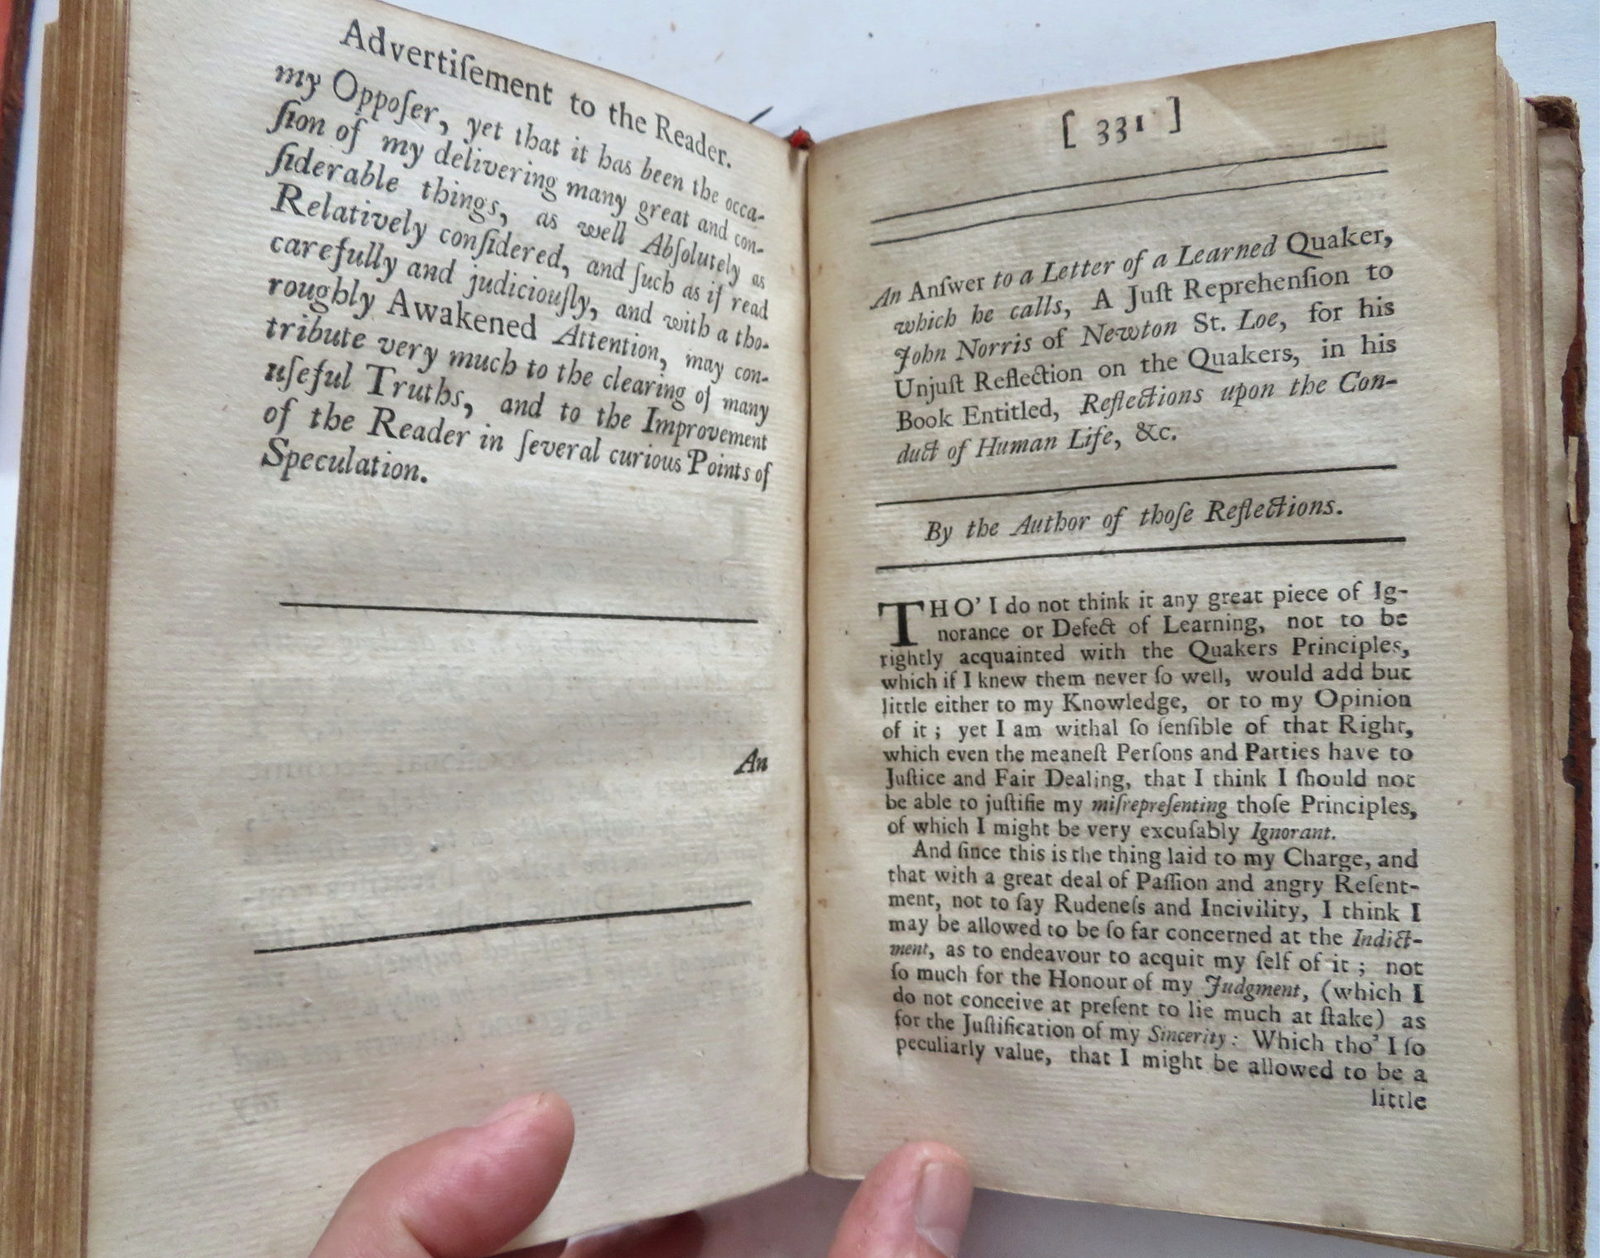 Advertiſement to the Reader.
my Oppoſer, yet that it has been the occa-
ſion of my delivering many great and con-
ſiderable things, as well Abſolutely as
Relatively conſidered, and ſuch as if read
carefully and judiciouſly, and with a tho-
roughly Awakened Attention, may con-
tribute very much to the clearing of many
uſeful Truths, and to the Improvement
of the Reader in ſeveral curious Points of
Speculation.
An
[ 331 ]
An Anſwer to a Letter of a Learned Quaker,
which he calls, A Juſt Reprehenſion to
John Norris of Newton St. Loe, for his
Unjuſt Reflection on the Quakers, in his
Book Entitled, Reflections upon the Con-
duct of Human Life, &c.
By the Author of thoſe Reflections.
THO' I do not think it any great piece of Ig-
norance or Defect of Learning, not to be
rightly acquainted with the Quakers Principles,
which if I knew them never ſo well, would add but
little either to my Knowledge, or to my Opinion
of it; yet I am withal ſo ſenſible of that Right,
which even the meaneſt Perſons and Parties have to
Juſtice and Fair Dealing, that I think I ſhould not
be able to juſtifie my miſrepreſenting thoſe Principles,
of which I might be very excuſably Ignorant.
And ſince this is the thing laid to my Charge, and
that with a great deal of Paſſion and angry Reſent-
ment, not to ſay Rudeneſs and Incivility, I think I
may be allowed to be ſo far concerned at the Indict-
ment, as to endeavour to acquit my ſelf of it; not
ſo much for the Honour of my Judgment, (which I
do not conceive at preſent to lie much at ſtake) as
for the Juſtification of my Sincerity: Which tho' I ſo
peculiarly value, that I might be allowed to be a
little